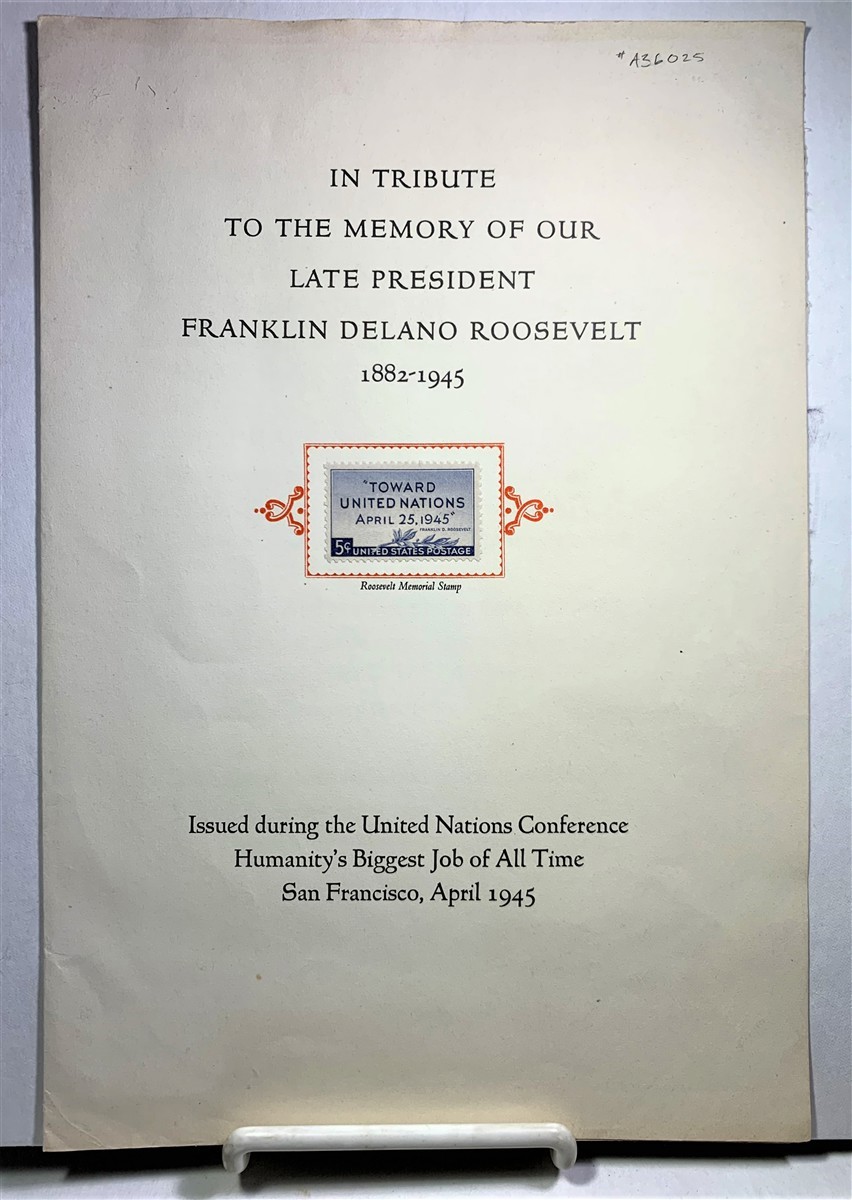 # A36025
IN TRIBUTE
TO THE MEMORY OF OUR
LATE PRESIDENT
FRANKLIN DELANO ROOSEVELT
1882-1945
"TOWARD
UNITED NATIONS
APRIL 25, 1945"
FRANKLIN D. ROOSEVELT
5¢ UNITED STATES POSTAGE
Roosevelt Memorial Stamp
Issued during the United Nations Conference
Humanity's Biggest Job of All Time
San Francisco, April 1945